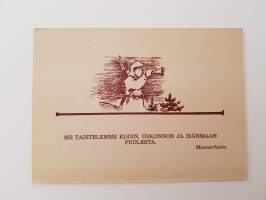 ME TAISTELEMME KODIN, USKONNON JA ISÄNMAAN
PUOLESTA.
Mannerheim.